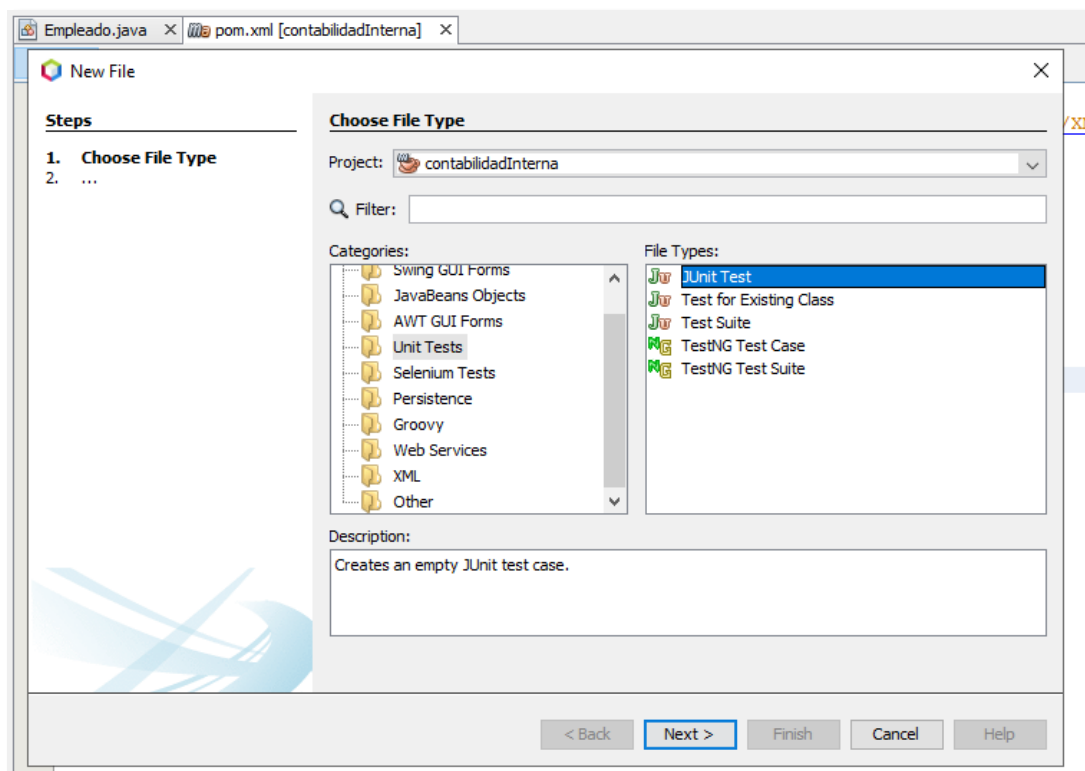 Empleado.java
pom.xml [contabilidadInterna]
New File
Steps
1. Choose File Type
2. ...
Choose File Type
Project: contabilidadInterna
Filter:
Categories:
Swing GUI Forms
JavaBeans Objects
AWT GUI Forms
Unit Tests
Selenium Tests
Persistence
Groovy
Web Services
XML
Other
File Types:
JUnit Test
Test for Existing Class
Test Suite
TestNG Test Case
TestNG Test Suite
Description:
Creates an empty JUnit test case.
< Back
Next >
Finish
Cancel
Help